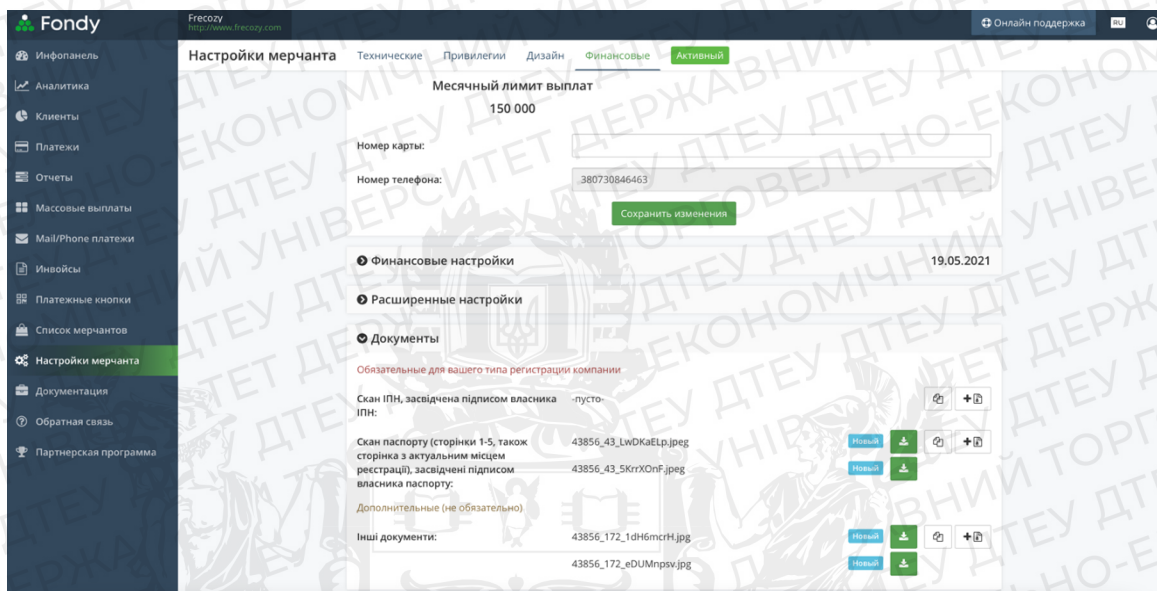 Fondy
Frecozy
http://www.frecozy.com
Онлайн поддержка
RU
Инфопанель
Аналитика
Клиенты
Платежи
Отчеты
Массовые выплаты
Mail/Phone платежи
Инвойсы
Платежные кнопки
Список мерчантов
Настройки мерчанта
Документация
Обратная связь
Партнерская программа
Настройки мерчанта Технические Привилегии Дизайн Финансовые Активный
Месячный лимит выплат
150 000
Номер карты:
Номер телефона: 380730846463
Сохранить изменения
Финансовые настройки 19.05.2021
Расширенные настройки
Документы
Обязательные для вашего типа регистрации компании
Скан ІПН, засвідчена підписом власника -пусто-
ІПН:
Скан паспорту (сторінки 1-5, також 43856_43_LwDKaELp.jpeg Новый
сторінка з актуальним місцем
реєстрації), засвідчені підписом 43856_43_5KrrXOnF.jpeg Новый
власника паспорту:
Дополнительные (не обязательно)
Інші документи: 43856_172_1dH6mcrH.jpg Новый
43856_172_eDUMnpsv.jpg Новый